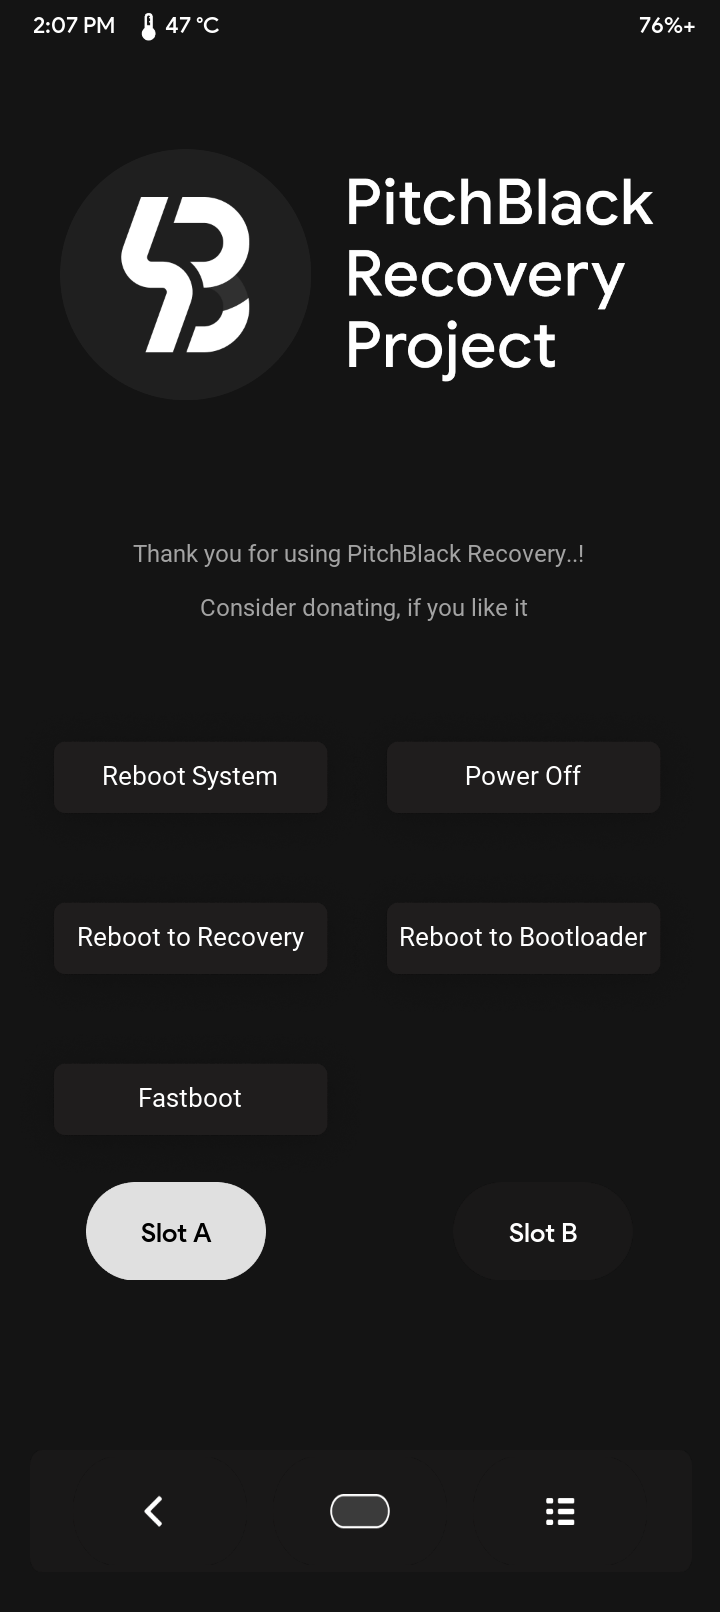 2:07 PM 47 °C 76%+
PitchBlack
Recovery
Project
Thank you for using PitchBlack Recovery..!
Consider donating, if you like it
Reboot System Power Off
Reboot to Recovery Reboot to Bootloader
Fastboot
Slot A Slot B